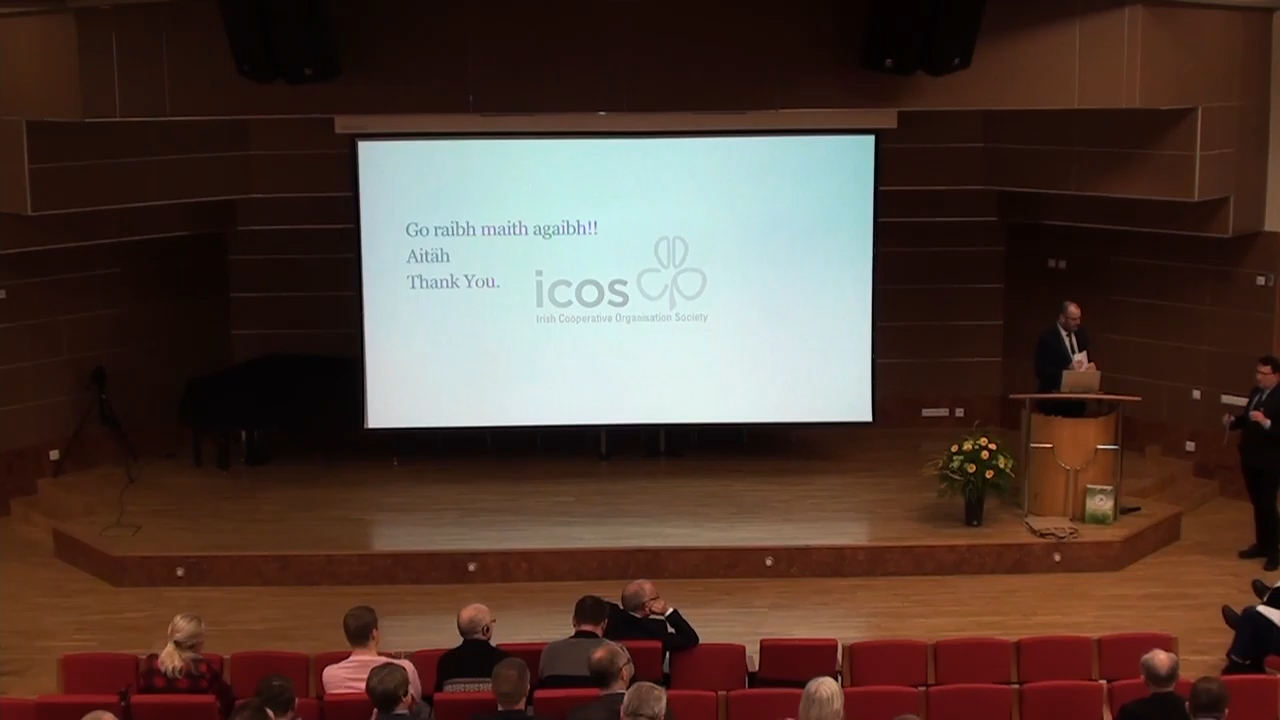 Go raibh maith agaibh!!
Aitäh
Thank You.
icos
Irish Cooperative Organisation Society